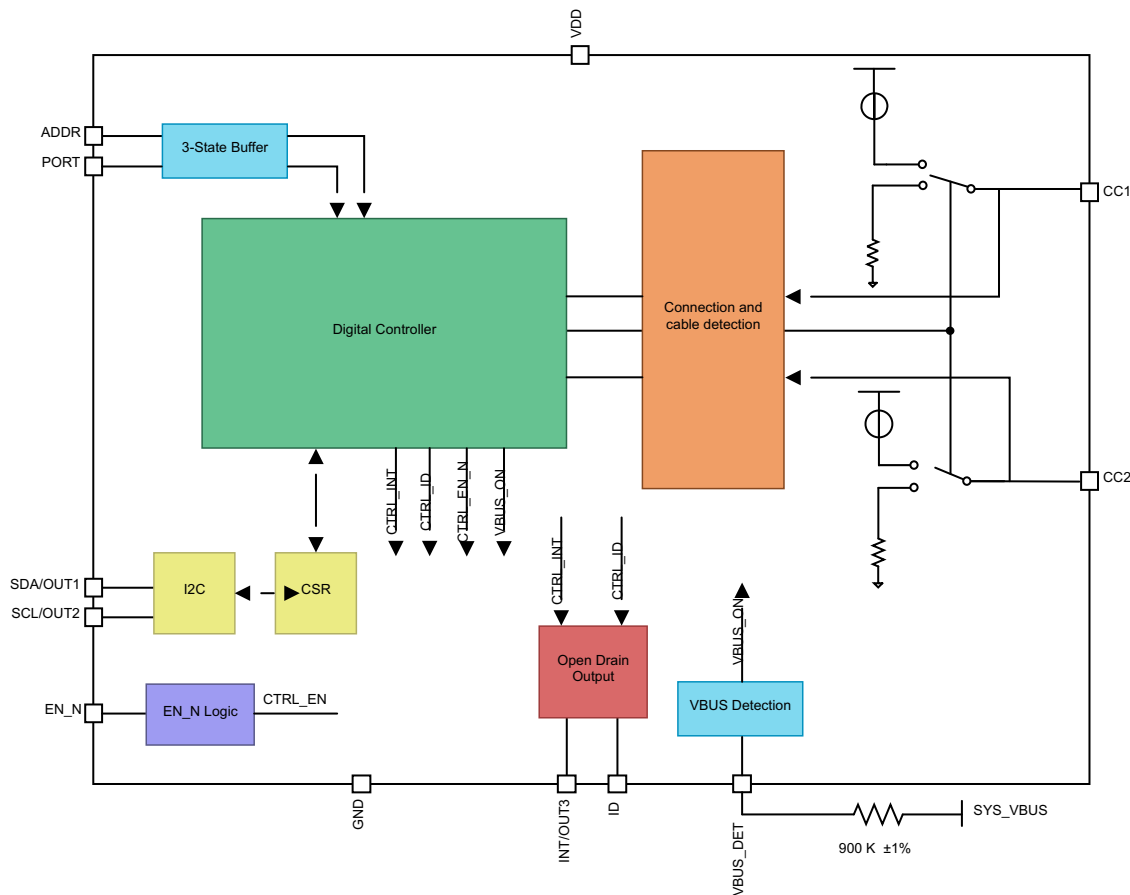 VDD
ADDR
3-State Buffer
PORT
CC1
Connection and
cable detection
Digital Controller
CTRL_INT
CTRL_ID
CTRL_EN_N
VBUS_ON
CC2
CTRL_INT
CTRL_ID
SDA/OUT1
I2C
CSR
SCL/OUT2
VBUS_ON
Open Drain
Output
EN_N
EN_N Logic
CTRL_EN
VBUS Detection
GND
INT/OUT3
ID
VBUS_DET
SYS_VBUS
900 K ±1%